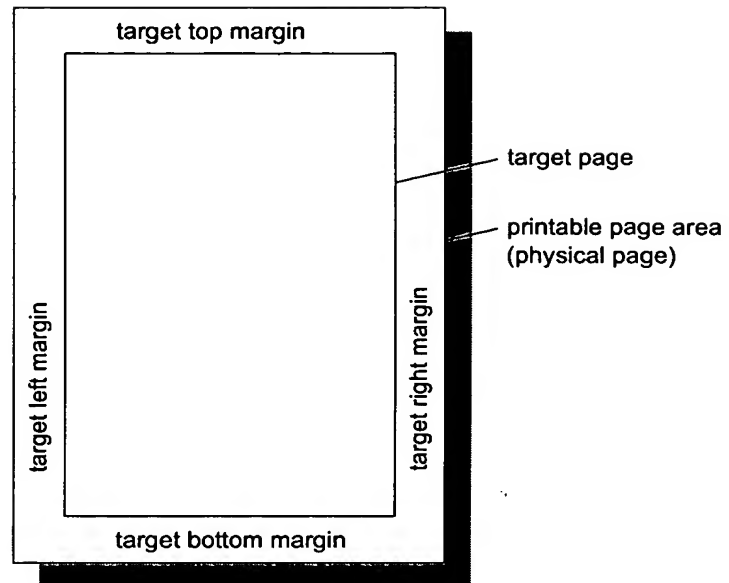 target top margin
target page
printable page area
(physical page)
target left margin
target right margin
target bottom margin